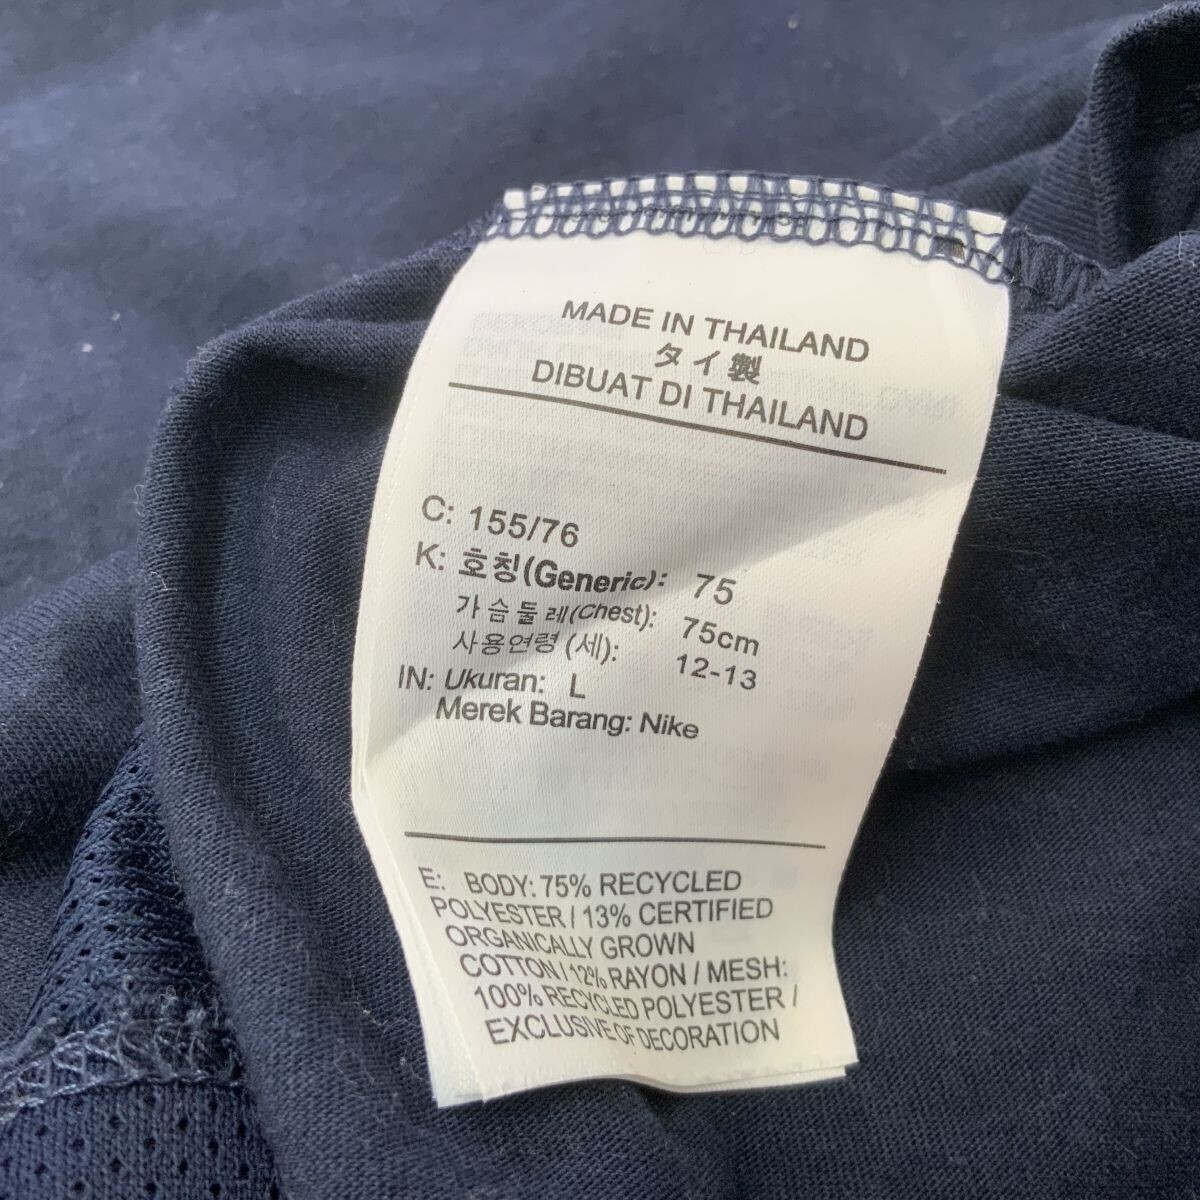 MADE IN THAILAND
タイ製
DIBUAT DI THAILAND
C: 155/76
K: 호칭(Generic): 75
가슴둘레(Chest): 75cm
사용연령 (세): 12-13
IN: Ukuran: L
Merek Barang: Nike
E: BODY: 75% RECYCLED
POLYESTER / 13% CERTIFIED
ORGANICALLY GROWN
COTTON / 12% RAYON / MESH:
100% RECYCLED POLYESTER /
EXCLUSIVE OF DECORATION